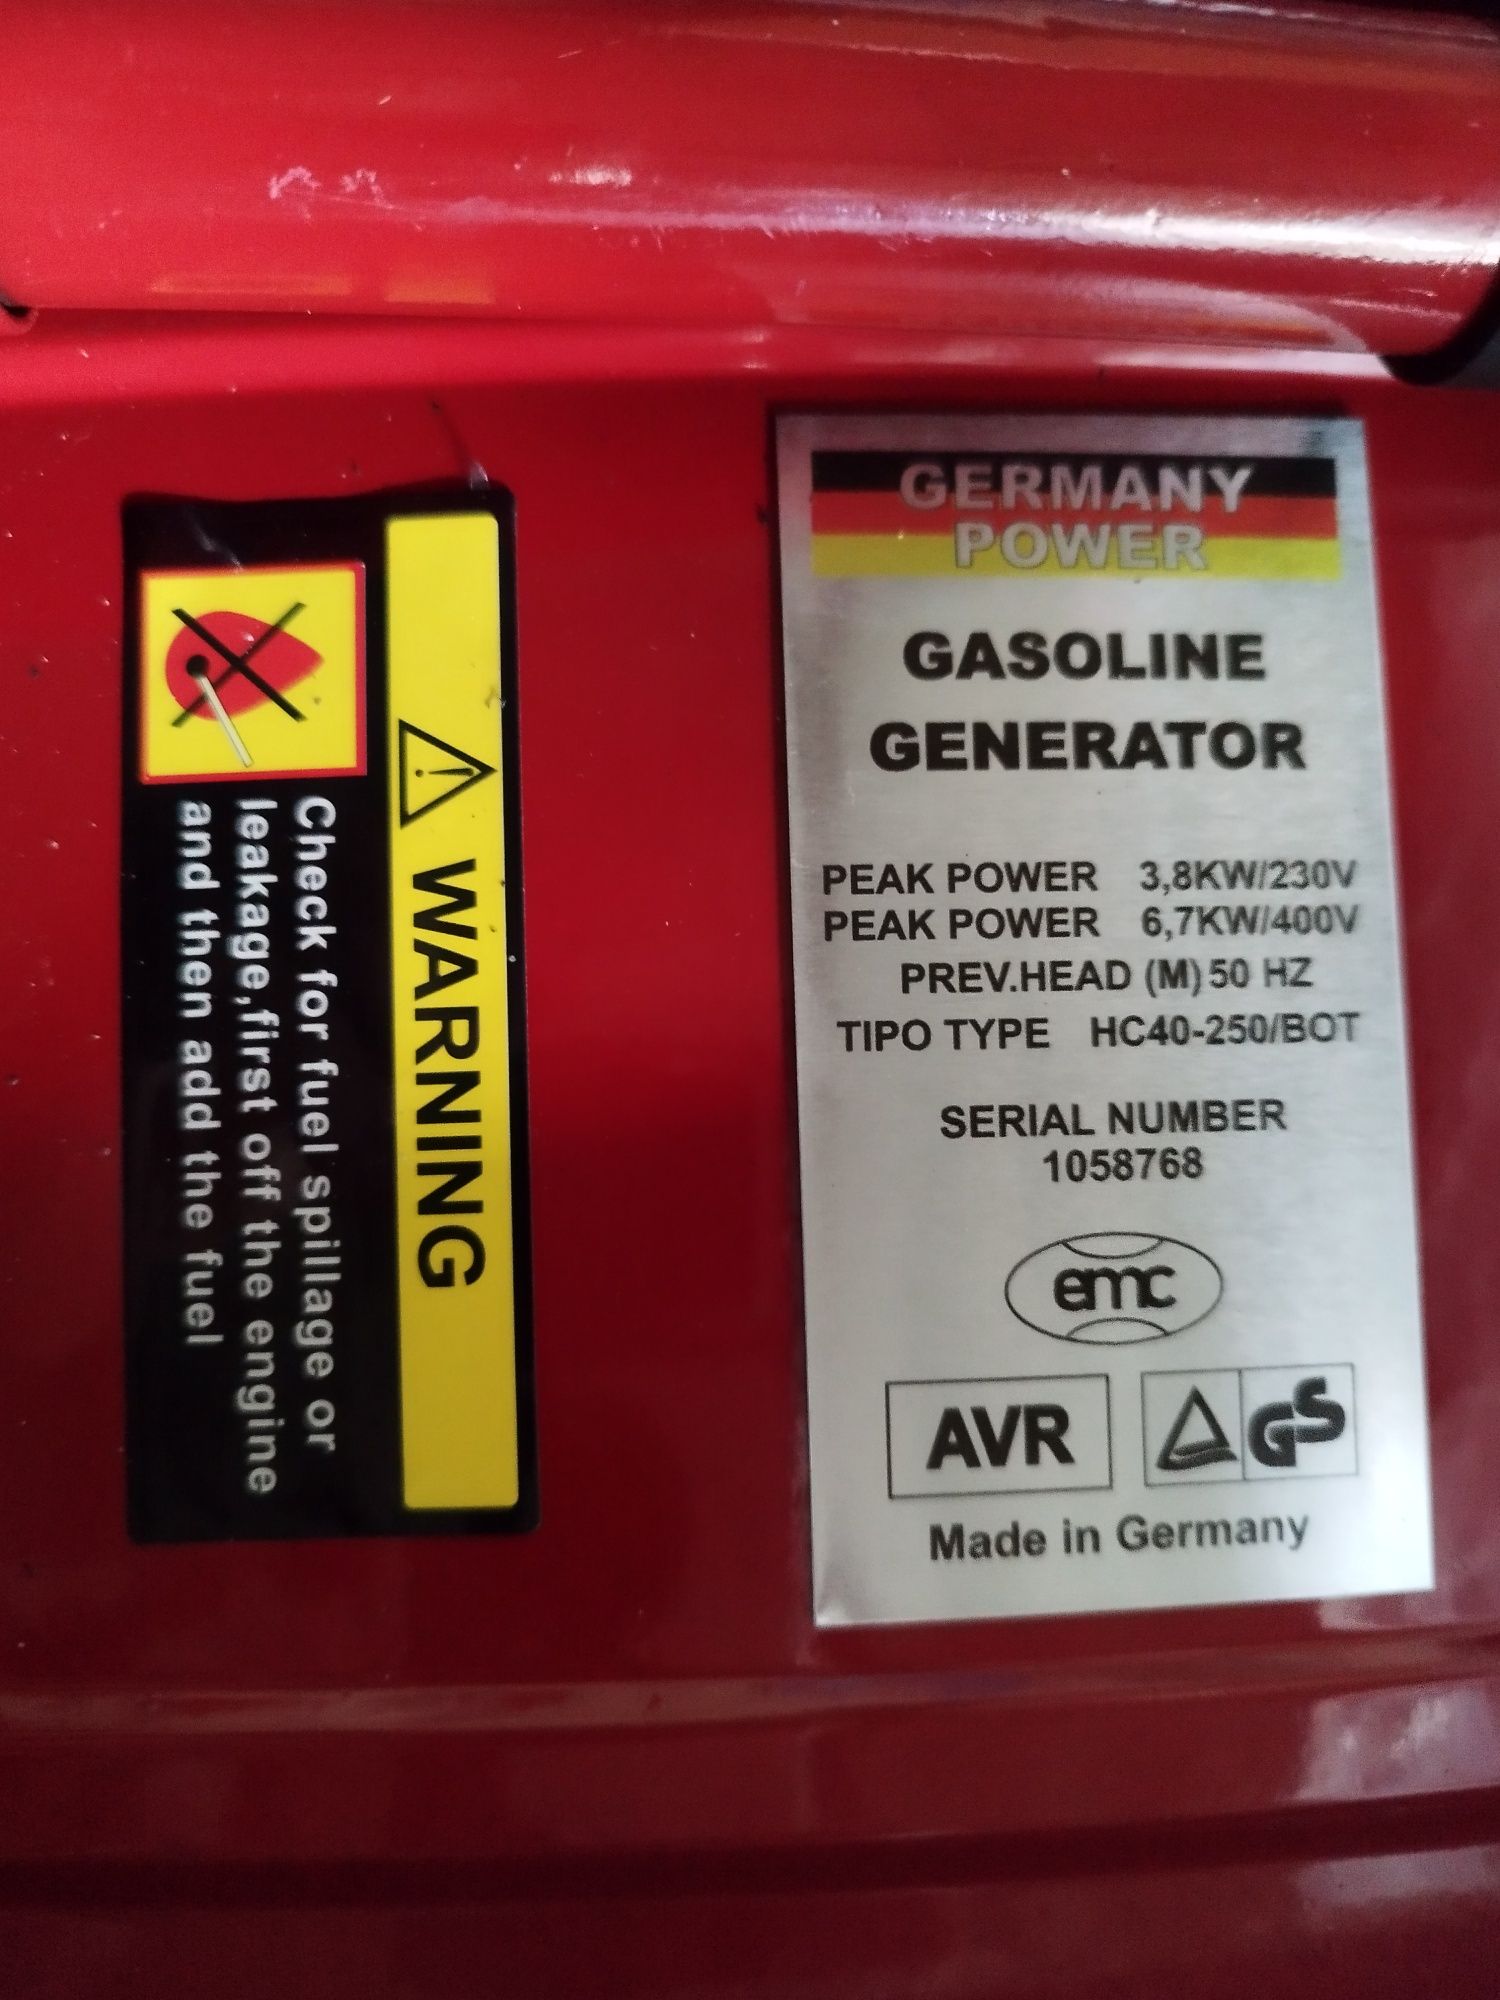 GERMANY
POWER
GASOLINE
GENERATOR
PEAK POWER 3,8KW/230V
PEAK POWER 6,7KW/400V
PREV.HEAD (M) 50 HZ
TIPO TYPE HC40-250/BOT
SERIAL NUMBER
1058768
emc
AVR
GS
Made in Germany
WARNING
Check for fuel spillage or
leakage,first off the engine
and then add the fuel